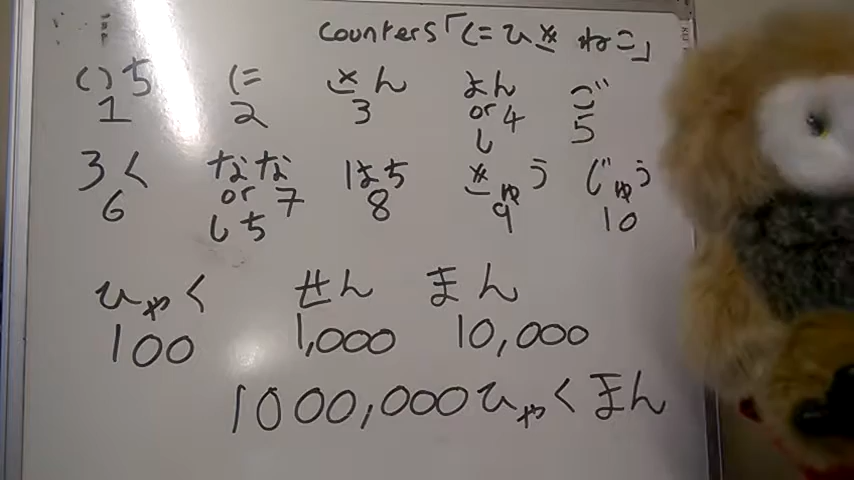 counters「にひき ねこ」
いち に さん よん ご
1 2 3 or 4 5
し
ろく なな はち きゅう じゅう
6 or 7 8 9 10
しち
ひゃく せん まん
100 1,000 10,000
1000,000ひゃくまん